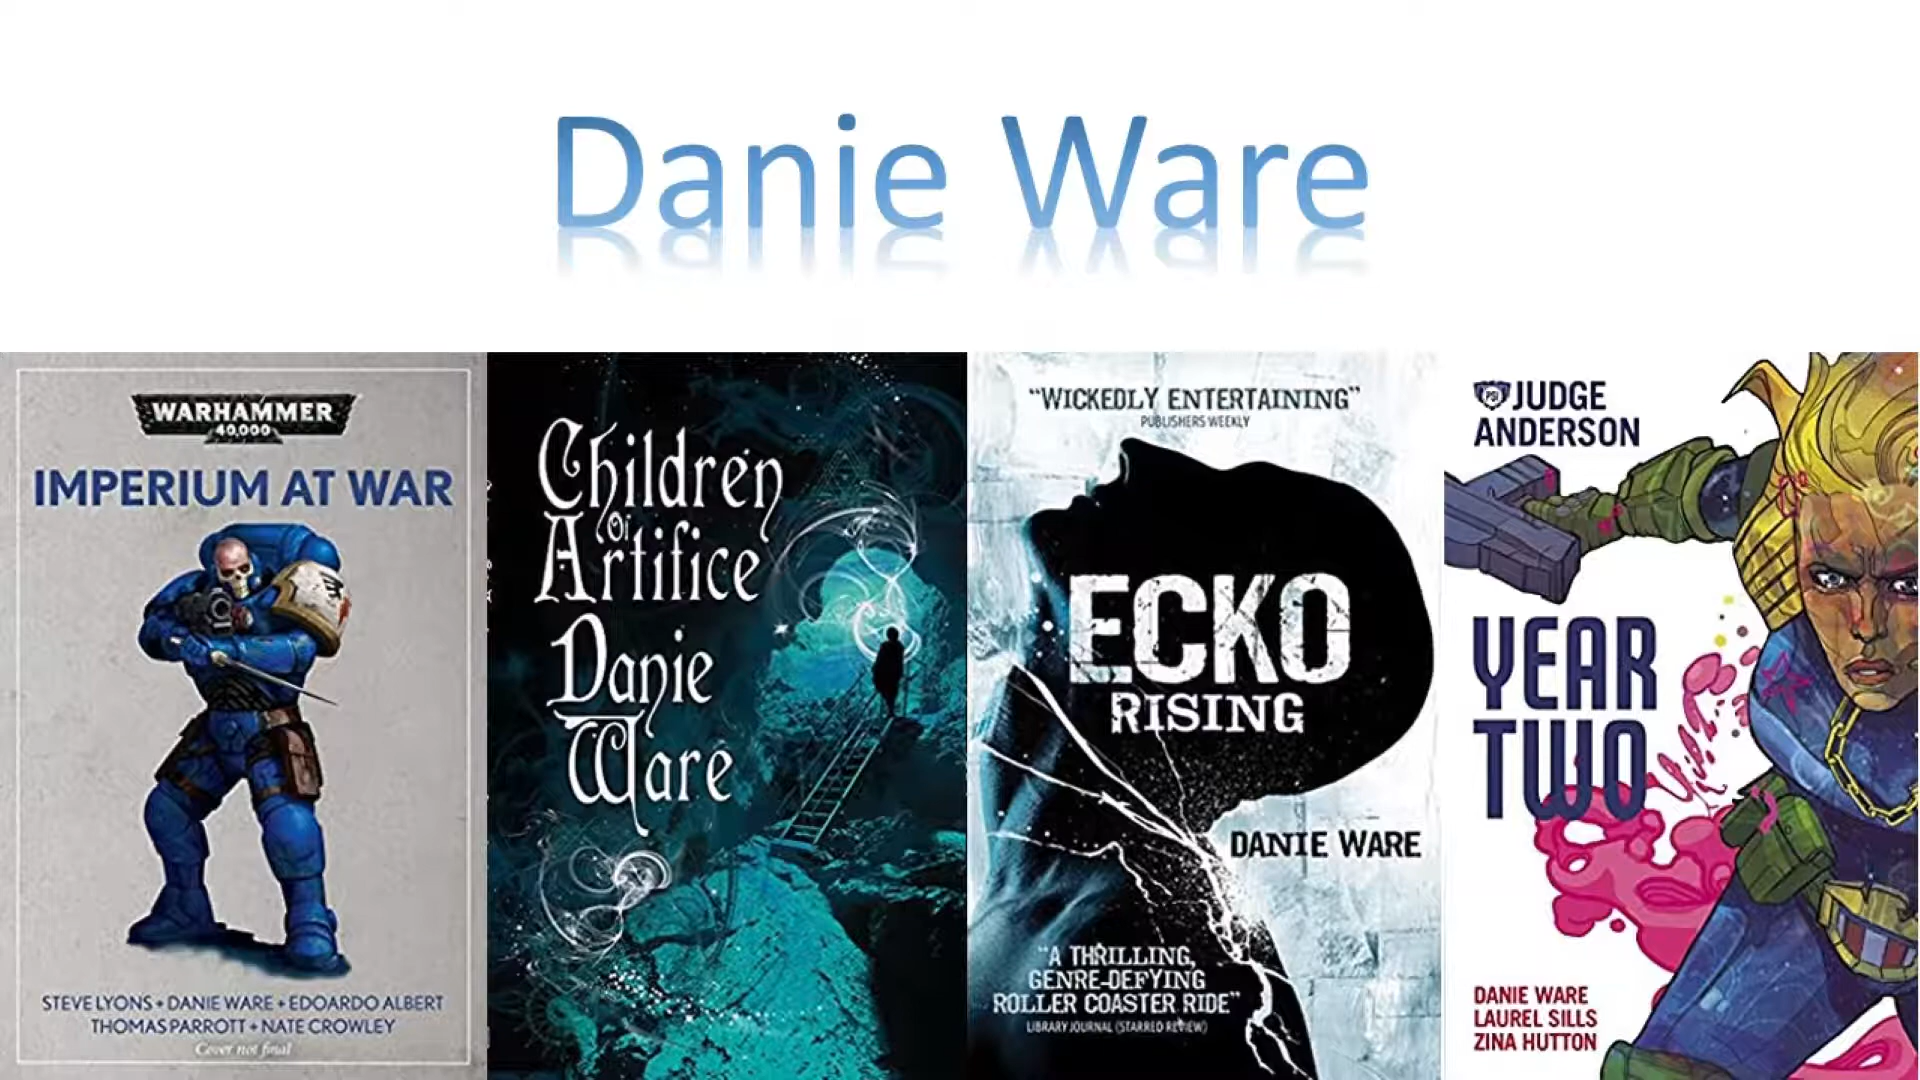 Danie Ware
WARHAMMER
40,000
IMPERIUM AT WAR
STEVE LYONS • DANIE WARE • EDOARDO ALBERT
THOMAS PARROTT • NATE CROWLEY
Cover not final
Children
Of
Artifice
Danie
Ware
"WICKEDLY ENTERTAINING"
PUBLISHERS WEEKLY
ECKO
RISING
DANIE WARE
"A THRILLING,
GENRE-DEFYING
ROLLER COASTER RIDE"
LIBRARY JOURNAL (STARRED REVIEW)
PSI
JUDGE
ANDERSON
YEAR
TWO
DANIE WARE
LAUREL SILLS
ZINA HUTTON